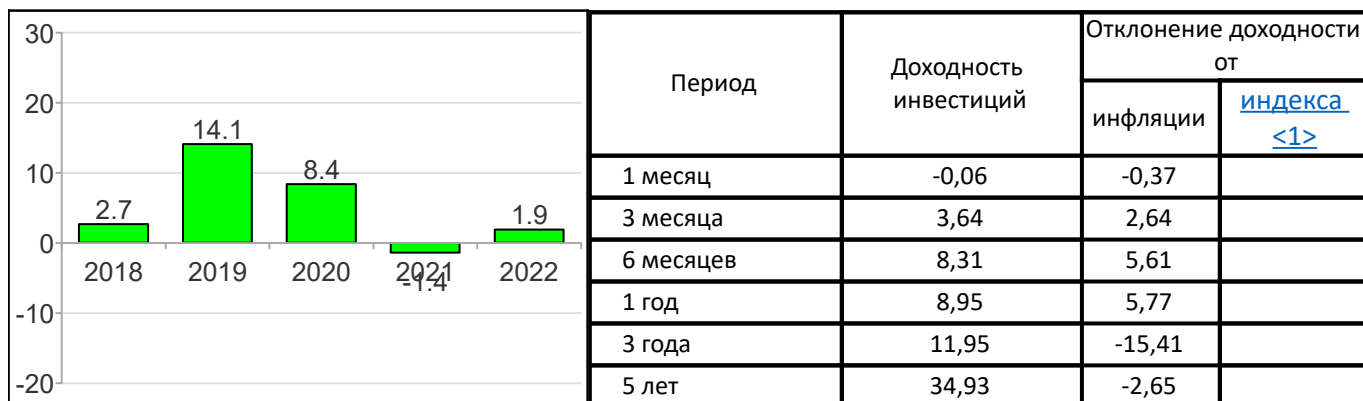 30
20
10
0
-10
-20
2.7
14.1
8.4
-1.4
1.9
2018 2019 2020 2021 2022
Период
Доходность
инвестиций
Отклонение доходности
от
инфляции
индекса
<1>
1 месяц -0,06 -0,37
3 месяца 3,64 2,64
6 месяцев 8,31 5,61
1 год 8,95 5,77
3 года 11,95 -15,41
5 лет 34,93 -2,65